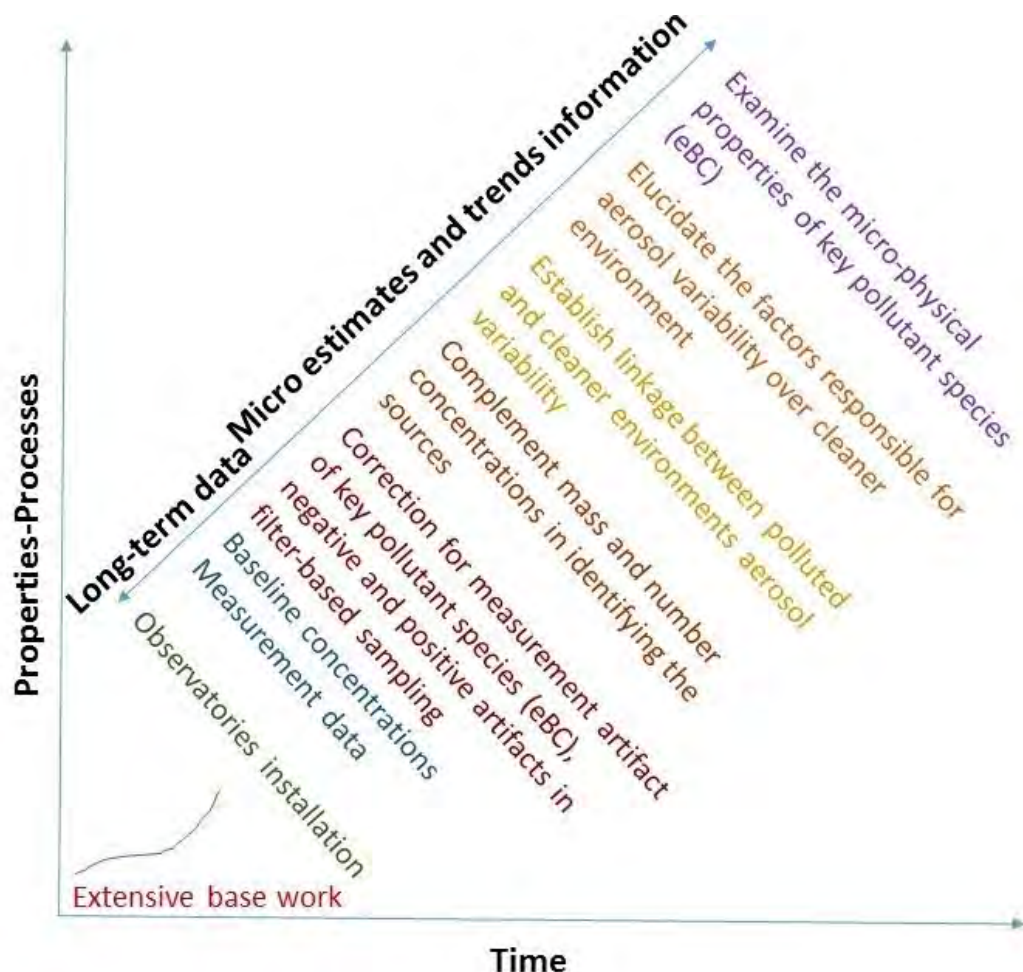 Properties-Processes
Long-term data
Micro estimates and trends information
Examine the micro-physical
properties of key pollutant species
(eBC)
Elucidate the factors responsible for
aerosol variability over cleaner
environment
Establish linkage between polluted
and cleaner environments aerosol
variability
Complement mass and number
concentrations in identifying the
sources
Correction for measurement artifact
of key pollutant species (eBC),
negative and positive artifacts in
filter-based sampling
Baseline concentrations
Measurement data
Observatories installation
Extensive base work
Time